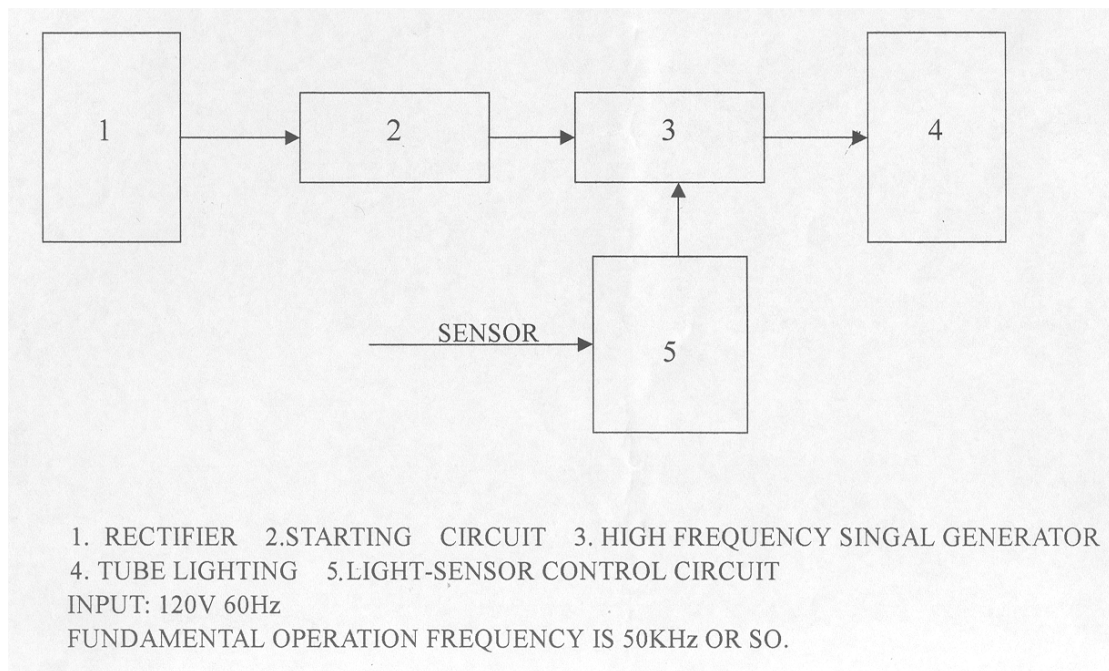 1
2
3
4
SENSOR
5
1. RECTIFIER 2.STARTING CIRCUIT 3. HIGH FREQUENCY SINGAL GENERATOR
4. TUBE LIGHTING 5.LIGHT-SENSOR CONTROL CIRCUIT
INPUT: 120V 60Hz
FUNDAMENTAL OPERATION FREQUENCY IS 50KHz OR SO.